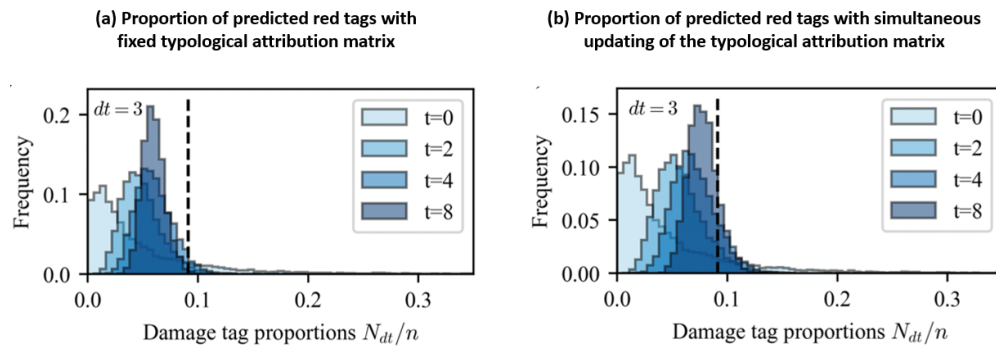 (a) Proportion of predicted red tags with
fixed typological attribution matrix
dt = 3
t=0
t=2
t=4
t=8
0.2
0.1
0.0
Frequency
0.0 0.1 0.2 0.3
Damage tag proportions N_dt/n
(b) Proportion of predicted red tags with simultaneous
updating of the typological attribution matrix
dt = 3
t=0
t=2
t=4
t=8
0.15
0.10
0.05
0.00
Frequency
0.0 0.1 0.2 0.3
Damage tag proportions N_dt/n